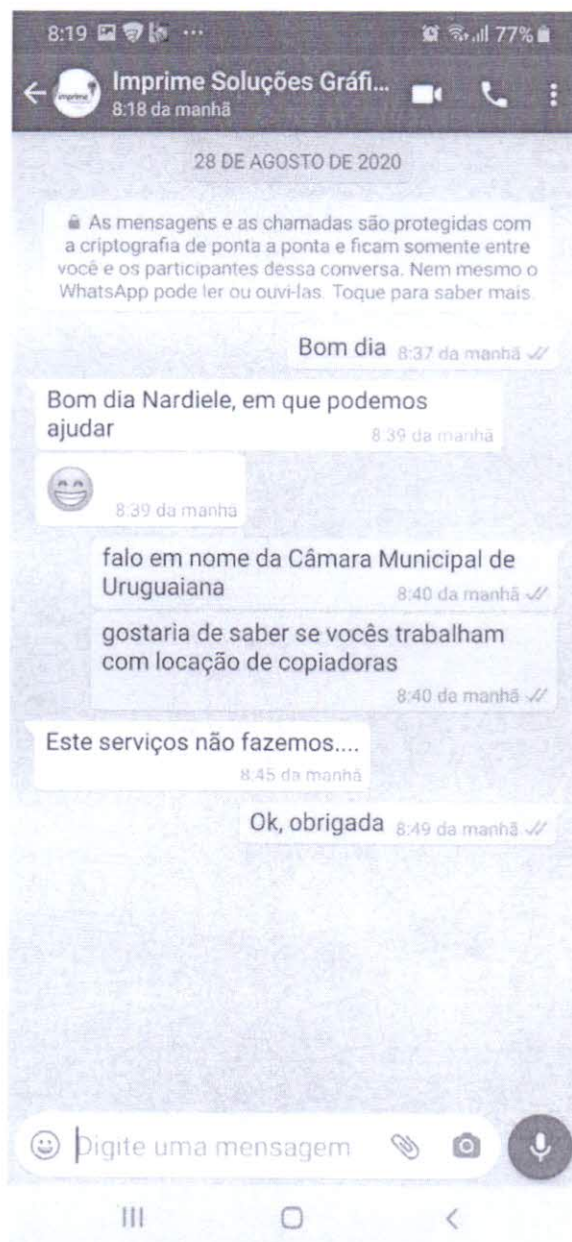 8:19 77%
Imprime Soluções Gráfi...
8:18 da manhã
28 DE AGOSTO DE 2020
As mensagens e as chamadas são protegidas com
a criptografia de ponta a ponta e ficam somente entre
você e os participantes dessa conversa. Nem mesmo o
WhatsApp pode ler ou ouvi-las. Toque para saber mais.
Bom dia 8:37 da manhã
Bom dia Nardiele, em que podemos
ajudar 8:39 da manhã
8:39 da manhã
falo em nome da Câmara Municipal de
Uruguaiana 8:40 da manhã
gostaria de saber se vocês trabalham
com locação de copiadoras
8:40 da manhã
Este serviços não fazemos....
8:45 da manhã
Ok, obrigada 8:49 da manhã
Digite uma mensagem